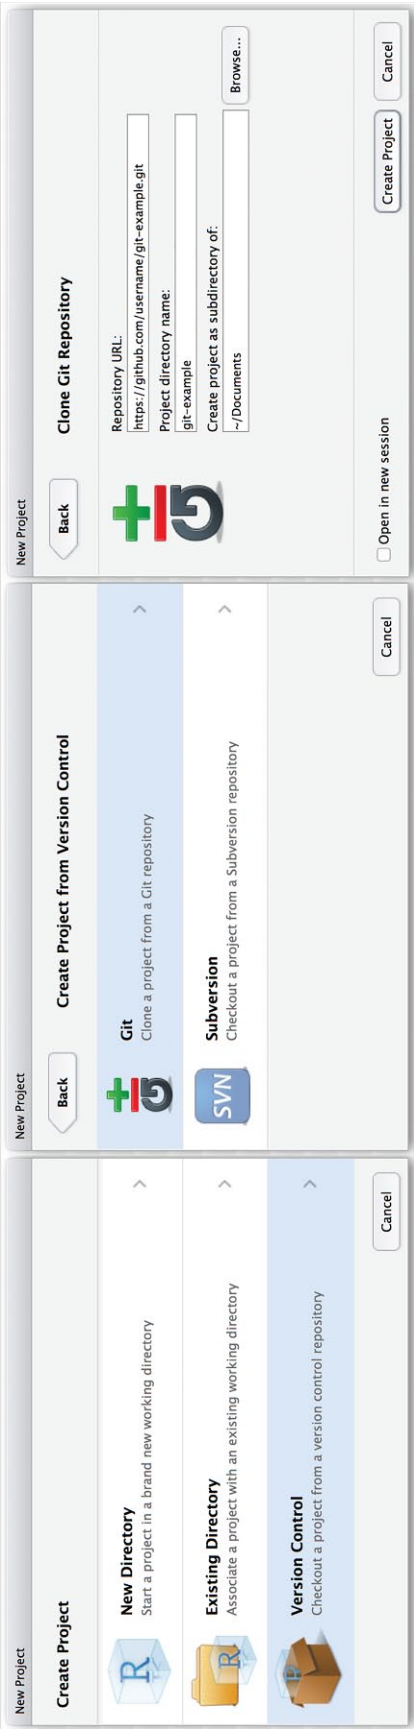 New Project
Create Project
R
New Directory
Start a project in a brand new working directory
R
Existing Directory
Associate a project with an existing working directory
R
Version Control
Checkout a project from a version control repository
Cancel
New Project
Back
Create Project from Version Control
Git
Clone a project from a Git repository
SVN
Subversion
Checkout a project from a Subversion repository
Cancel
New Project
Back
Clone Git Repository
Repository URL:
https://github.com/username/git-example.git
Project directory name:
git-example
Create project as subdirectory of:
~/Documents
Browse...
Open in new session
Create Project
Cancel